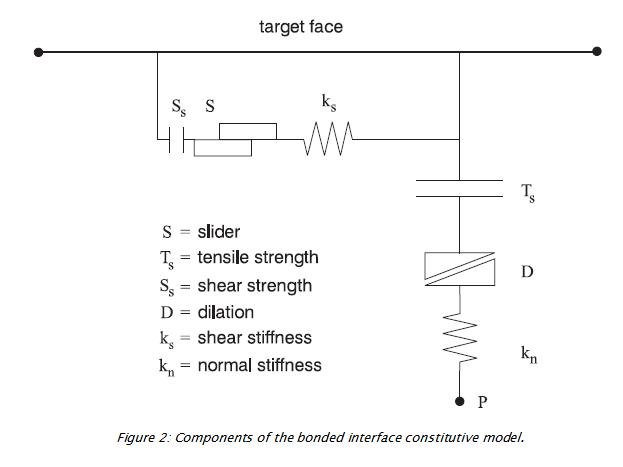 target face
Sₛ S kₛ
Tₛ
S = slider
Tₛ = tensile strength
Sₛ = shear strength
D = dilation
D
kₛ = shear stiffness
kₙ
kₙ = normal stiffness
P
Figure 2: Components of the bonded interface constitutive model.